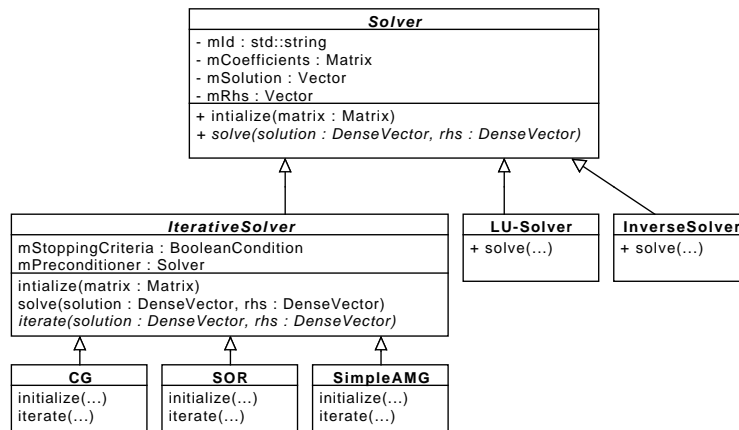 Solver
- mId : std::string
- mCoefficients : Matrix
- mSolution : Vector
- mRhs : Vector
+ intialize(matrix : Matrix)
+ solve(solution : DenseVector, rhs : DenseVector)
IterativeSolver
mStoppingCriteria : BooleanCondition
mPreconditioner : Solver
intialize(matrix : Matrix)
solve(solution : DenseVector, rhs : DenseVector)
iterate(solution : DenseVector, rhs : DenseVector)
LU-Solver
+ solve(...)
InverseSolver
+ solve(...)
CG
initialize(...)
iterate(...)
SOR
initialize(...)
iterate(...)
SimpleAMG
initialize(...)
iterate(...)